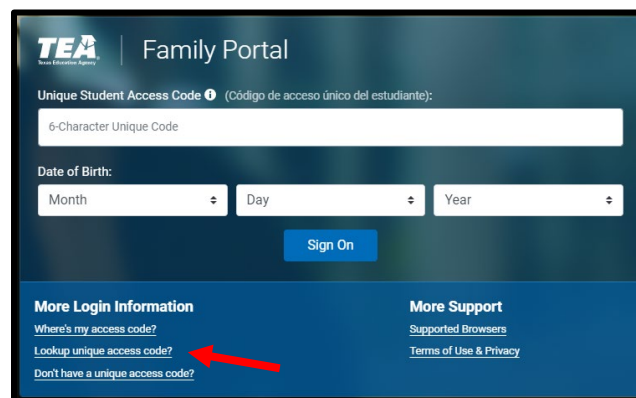 TEA
Texas Education Agency
Family Portal
Unique Student Access Code (Código de acceso único del estudiante):
6-Character Unique Code
Date of Birth:
Month Day Year
Sign On
More Login Information
Where's my access code?
Lookup unique access code?
Don't have a unique access code?
More Support
Supported Browsers
Terms of Use & Privacy